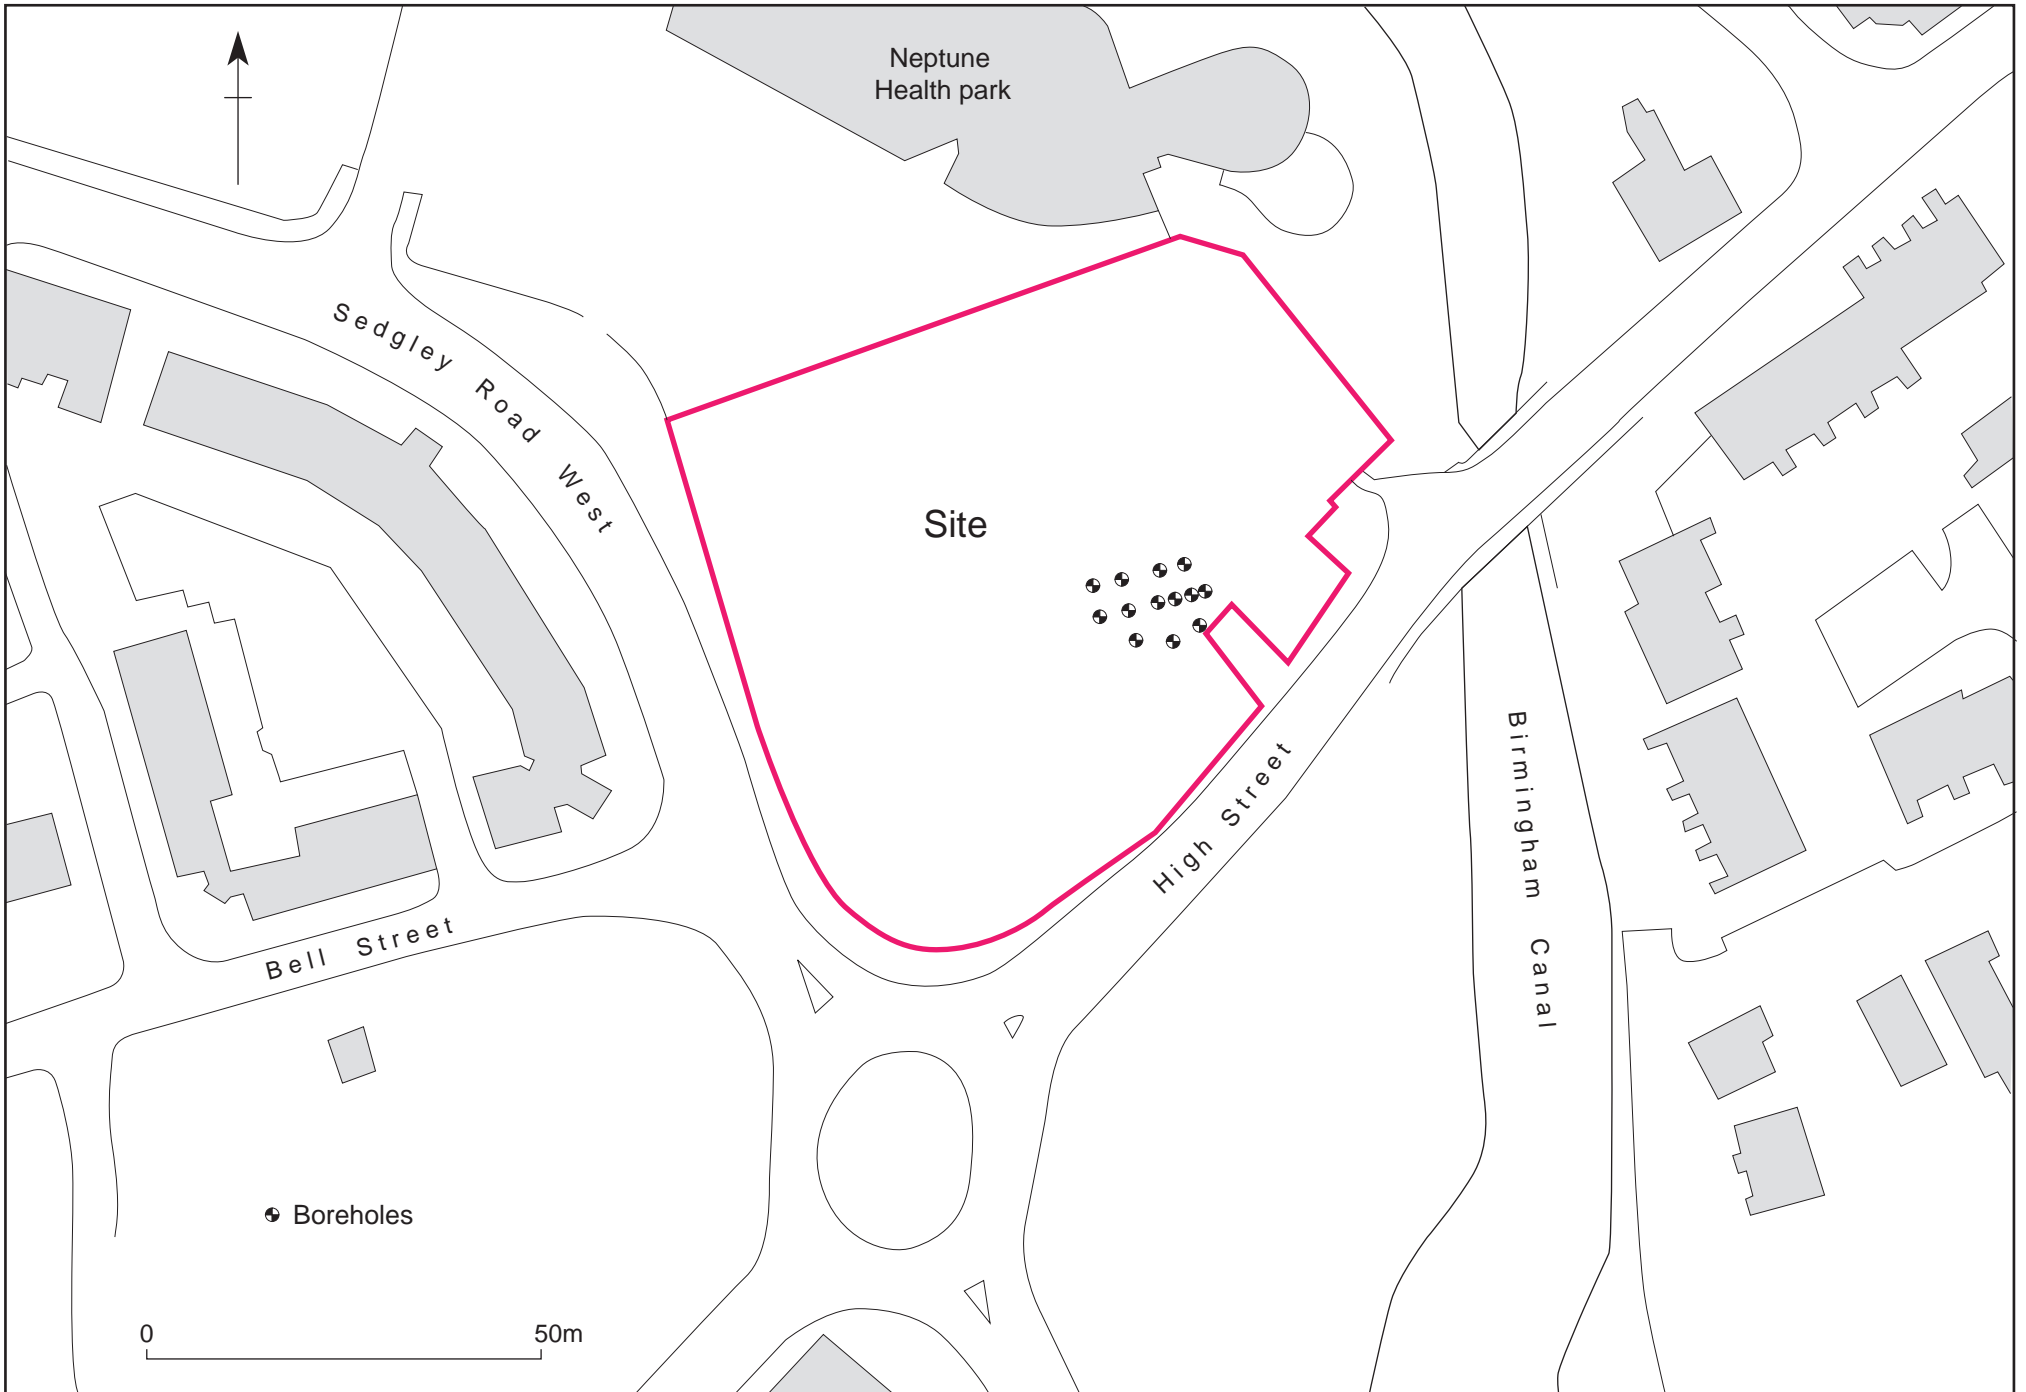 Neptune
Health park
Sedgley Road West
Site
High Street
Birmingham Canal
Bell Street
Boreholes
0 50m